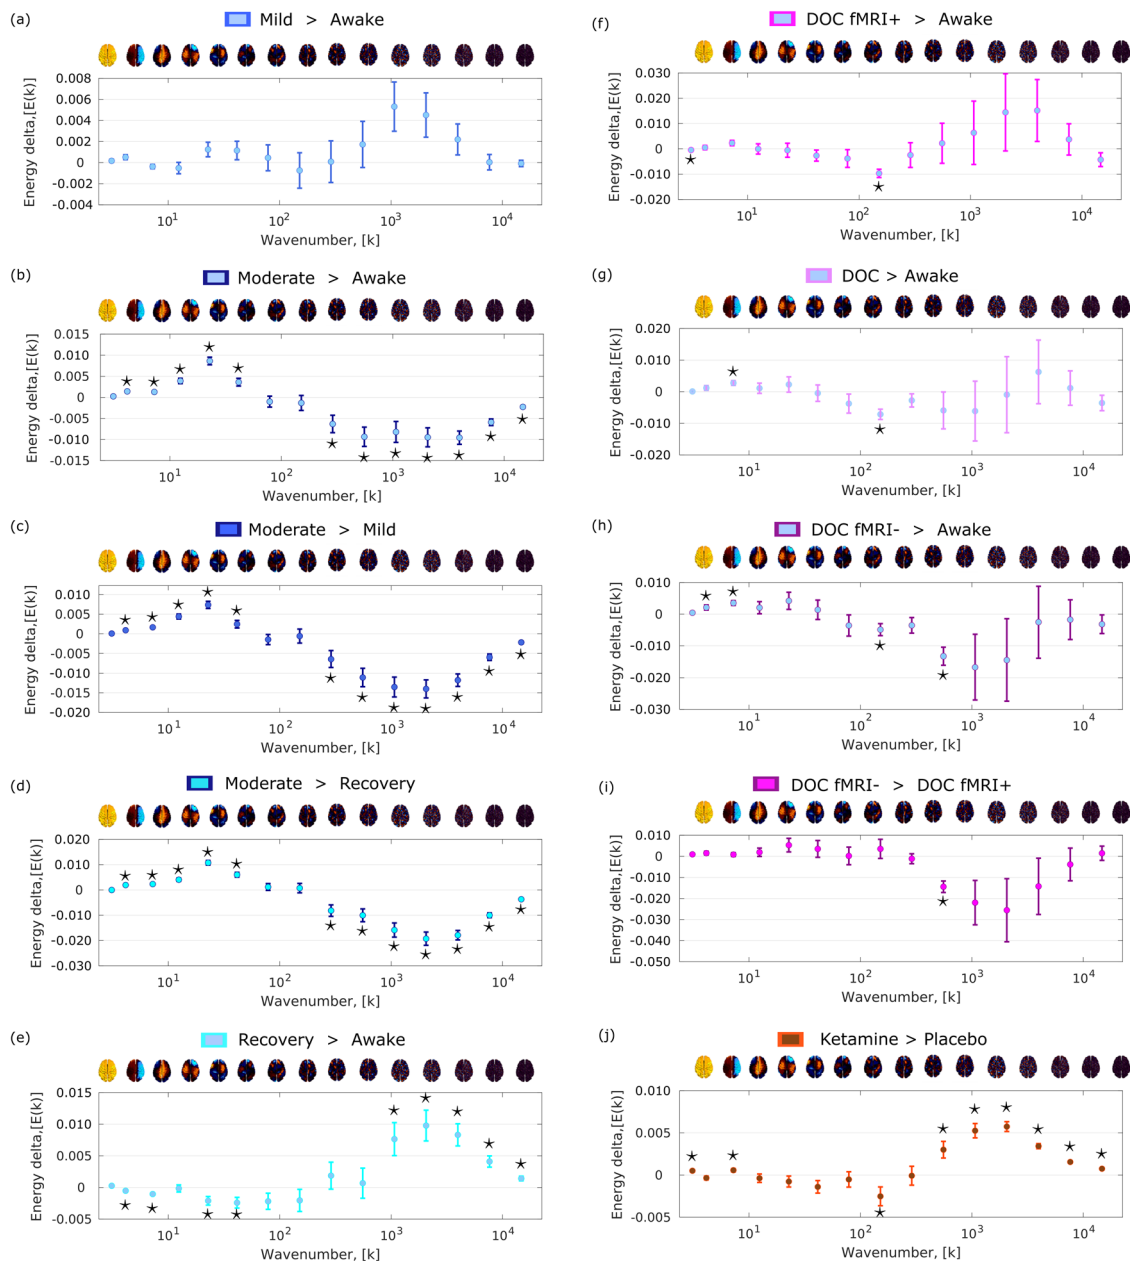 (a) Mild > Awake
0.008
0.006
0.004
0.002
0
-0.002
-0.004
Energy delta,[E(k)]
10^1 10^2 10^3 10^4
Wavenumber, [k]
(b) Moderate > Awake
0.015
0.010
0.005
0
-0.005
-0.010
-0.015
Energy delta,[E(k)]
10^1 10^2 10^3 10^4
Wavenumber, [k]
(c) Moderate > Mild
0.010
0.005
0
-0.005
-0.010
-0.015
-0.020
Energy delta,[E(k)]
10^1 10^2 10^3 10^4
Wavenumber, [k]
(d) Moderate > Recovery
0.020
0.010
0
-0.010
-0.020
-0.030
Energy delta,[E(k)]
10^1 10^2 10^3 10^4
Wavenumber, [k]
(e) Recovery > Awake
0.015
0.010
0.005
0
-0.005
Energy delta,[E(k)]
10^1 10^2 10^3 10^4
Wavenumber, [k]
(f) DOC fMRI+ > Awake
0.030
0.020
0.010
0
-0.010
-0.020
Energy delta,[E(k)]
10^1 10^2 10^3 10^4
Wavenumber, [k]
(g) DOC > Awake
0.020
0.010
0
-0.010
-0.020
Energy delta,[E(k)]
10^1 10^2 10^3 10^4
Wavenumber, [k]
(h) DOC fMRI- > Awake
0.010
0
-0.010
-0.020
-0.030
Energy delta,[E(k)]
10^1 10^2 10^3 10^4
Wavenumber, [k]
(i) DOC fMRI- > DOC fMRI+
0.010
0
-0.010
-0.020
-0.030
-0.040
-0.050
Energy delta,[E(k)]
10^1 10^2 10^3 10^4
Wavenumber, [k]
(j) Ketamine > Placebo
0.010
0.005
0
-0.005
Energy delta,[E(k)]
10^1 10^2 10^3 10^4
Wavenumber, [k]